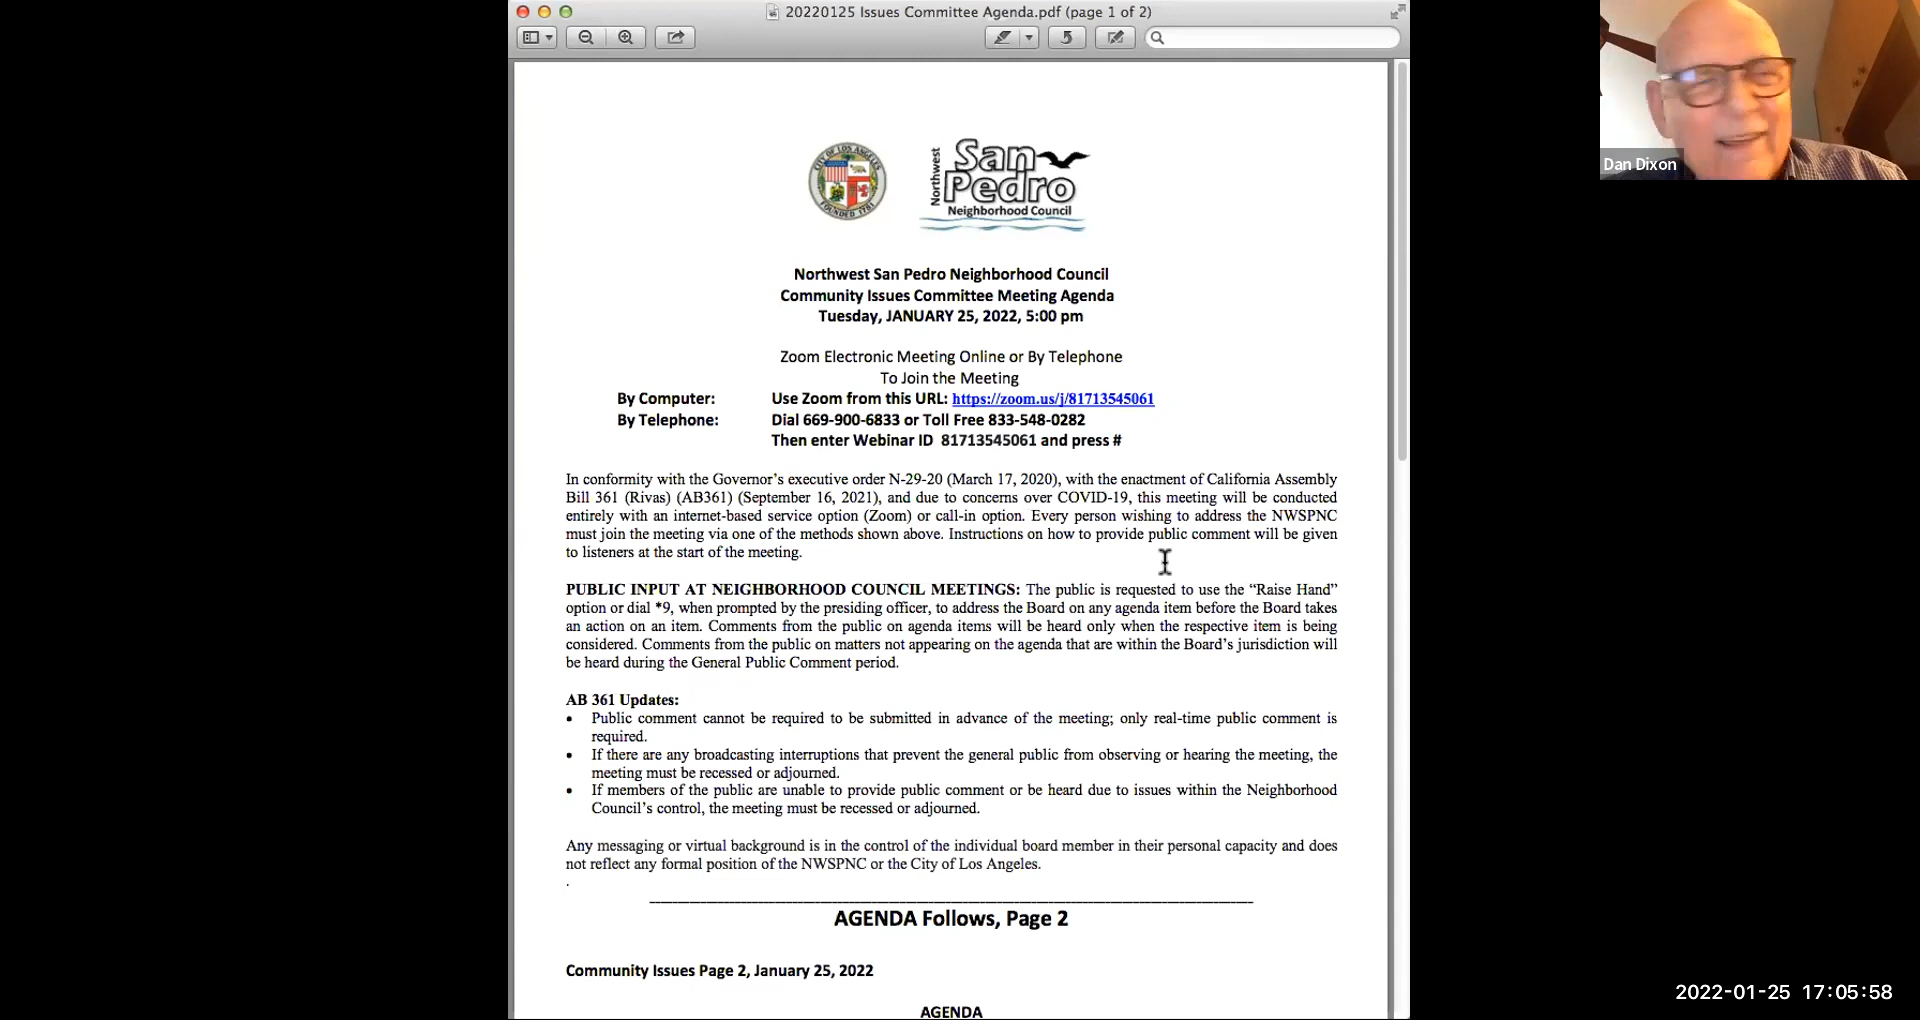 20220125 Issues Committee Agenda.pdf (page 1 of 2)
Dan Dixon
CITY OF LOS ANGELES
FOUNDED 1781
Northwest
San
Pedro
Neighborhood Council
Northwest San Pedro Neighborhood Council
Community Issues Committee Meeting Agenda
Tuesday, JANUARY 25, 2022, 5:00 pm
Zoom Electronic Meeting Online or By Telephone
To Join the Meeting
By Computer: Use Zoom from this URL: https://zoom.us/j/81713545061
By Telephone: Dial 669-900-6833 or Toll Free 833-548-0282
Then enter Webinar ID 81713545061 and press #
In conformity with the Governor's executive order N-29-20 (March 17, 2020), with the enactment of California Assembly
Bill 361 (Rivas) (AB361) (September 16, 2021), and due to concerns over COVID-19, this meeting will be conducted
entirely with an internet-based service option (Zoom) or call-in option. Every person wishing to address the NWSPNC
must join the meeting via one of the methods shown above. Instructions on how to provide public comment will be given
to listeners at the start of the meeting.
PUBLIC INPUT AT NEIGHBORHOOD COUNCIL MEETINGS: The public is requested to use the “Raise Hand”
option or dial *9, when prompted by the presiding officer, to address the Board on any agenda item before the Board takes
an action on an item. Comments from the public on agenda items will be heard only when the respective item is being
considered. Comments from the public on matters not appearing on the agenda that are within the Board’s jurisdiction will
be heard during the General Public Comment period.
AB 361 Updates:
• Public comment cannot be required to be submitted in advance of the meeting; only real-time public comment is
required.
• If there are any broadcasting interruptions that prevent the general public from observing or hearing the meeting, the
meeting must be recessed or adjourned.
• If members of the public are unable to provide public comment or be heard due to issues within the Neighborhood
Council’s control, the meeting must be recessed or adjourned.
Any messaging or virtual background is in the control of the individual board member in their personal capacity and does
not reflect any formal position of the NWSPNC or the City of Los Angeles.
.
AGENDA Follows, Page 2
Community Issues Page 2, January 25, 2022
AGENDA
2022-01-25 17:05:58